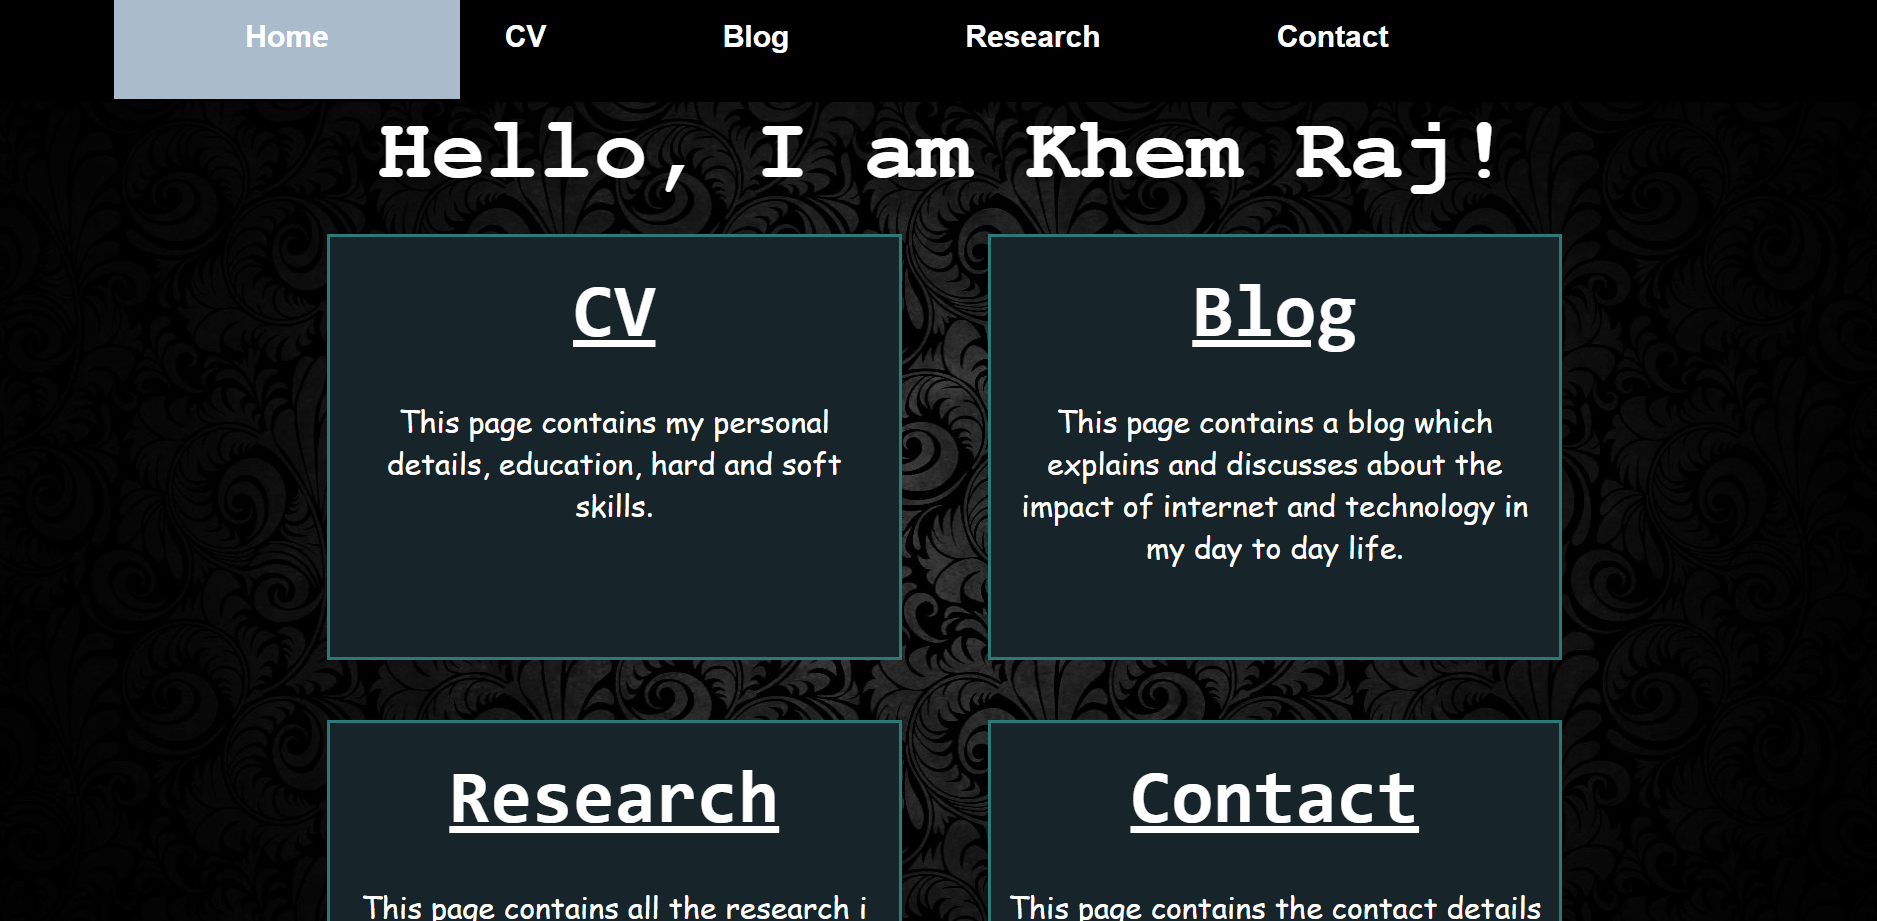 Home CV Blog Research Contact
Hello, I am Khem Raj!
CV
This page contains my personal
details, education, hard and soft
skills.
Blog
This page contains a blog which
explains and discusses about the
impact of internet and technology in
my day to day life.
Research
This page contains all the research i
Contact
This page contains the contact details